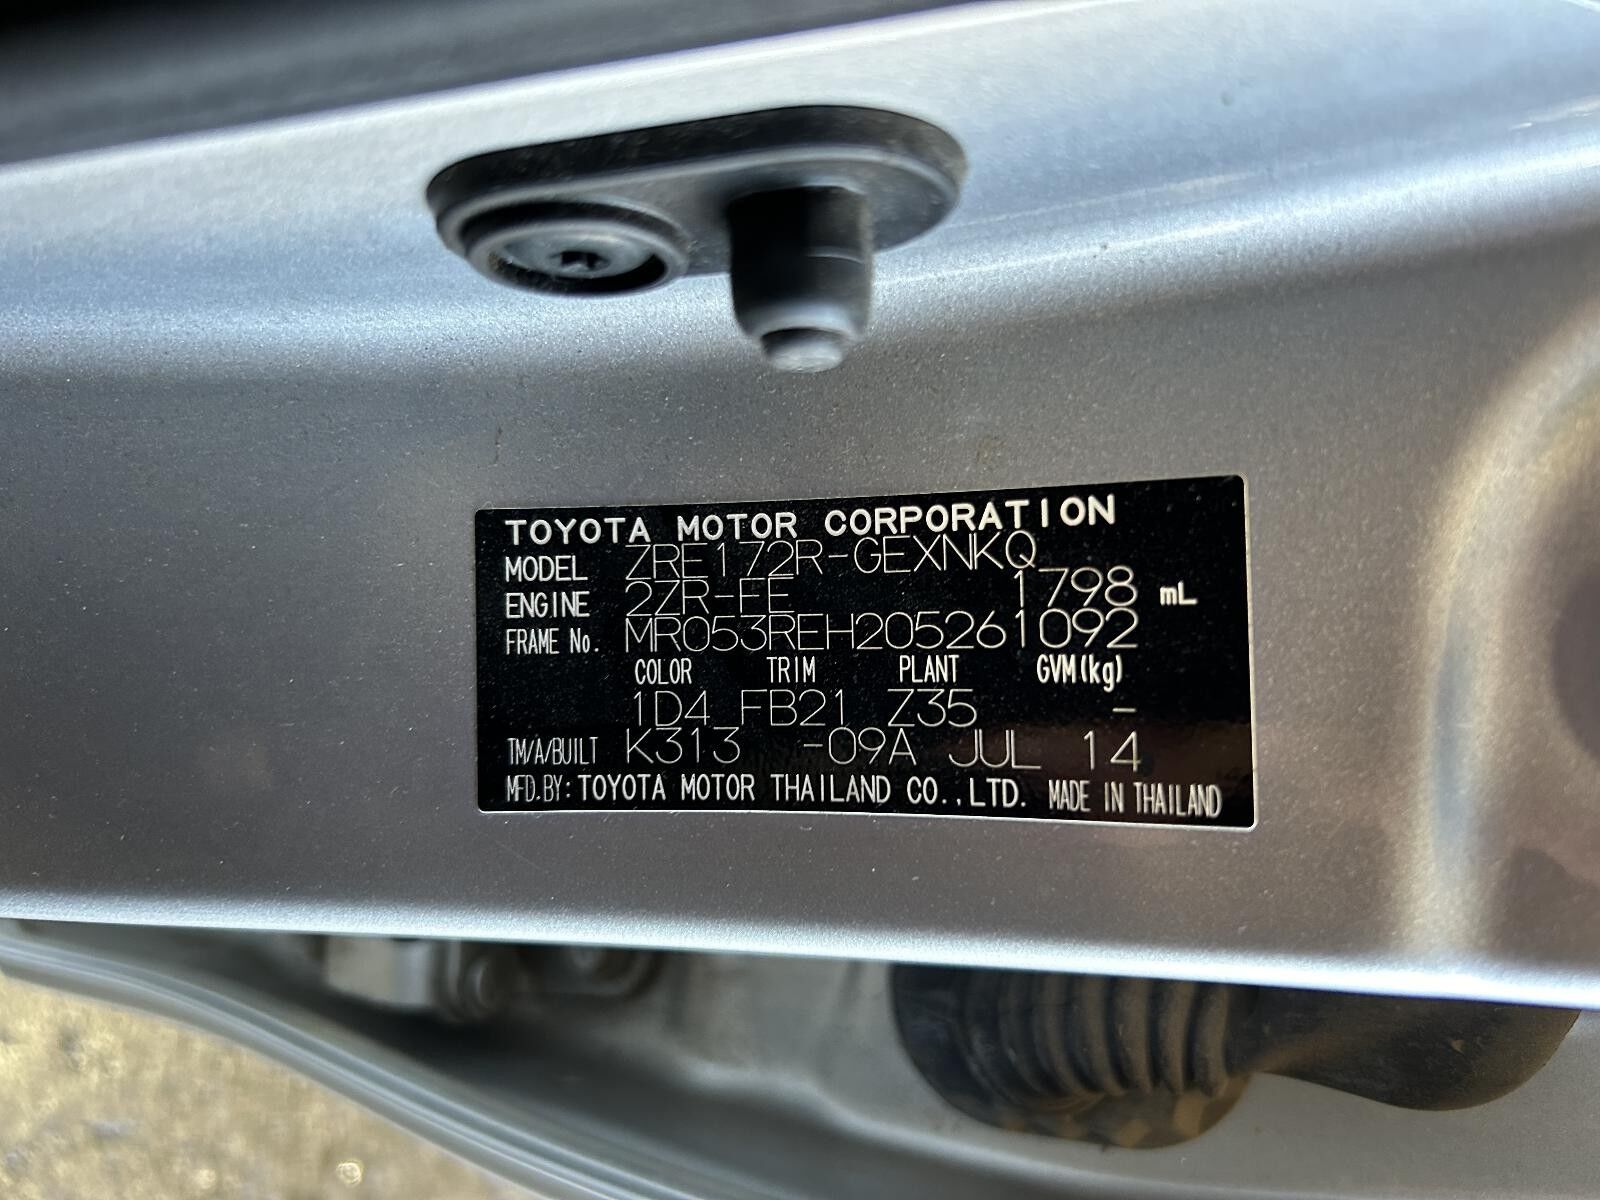 TOYOTA MOTOR CORPORATION
MODEL ZRE172R-GEXNKQ
ENGINE 2ZR-FE 1798 mL
FRAME No. MR053REH205261092
COLOR TRIM PLANT GVM(kg)
1D4 FB21 Z35 -
TM/A/BUILT K313 -09A JUL 14
MFD.BY: TOYOTA MOTOR THAILAND CO.,LTD. MADE IN THAILAND